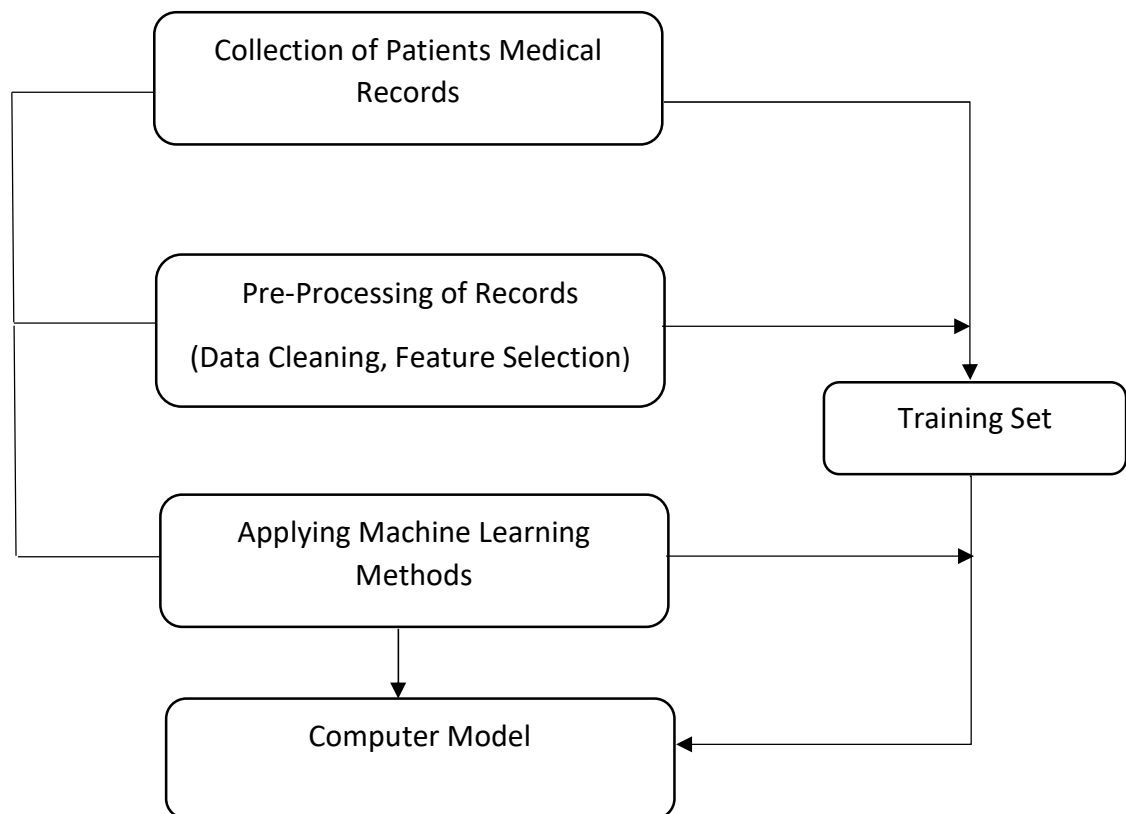 Collection of Patients Medical
Records
Pre-Processing of Records
(Data Cleaning, Feature Selection)
Training Set
Applying Machine Learning
Methods
Computer Model